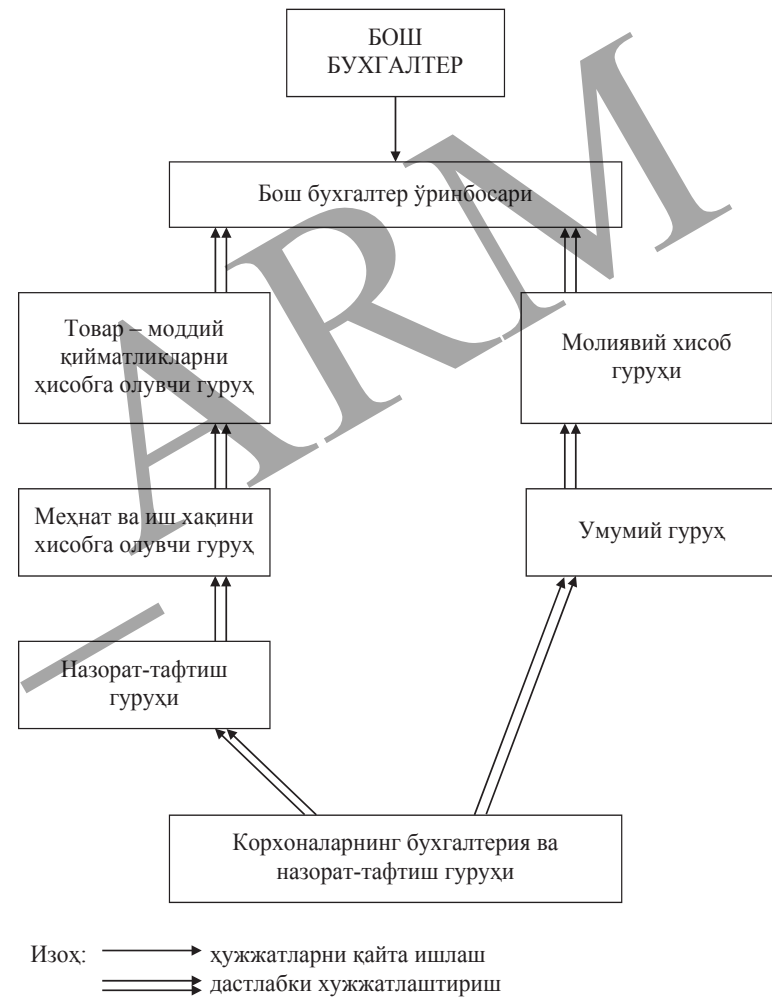 БОШ
БУХГАЛТЕР
Бош бухгалтер ўринбосари
Товар – моддий
қийматликларни
ҳисобга олувчи гуруҳ
Молиявий хисоб
гуруҳи
Меҳнат ва иш хақини
хисобга олувчи гуруҳ
Умумий гуруҳ
Назорат-тафтиш
гуруҳи
Корхоналарнинг бухгалтерия ва
назорат-тафтиш гуруҳи
Изоҳ: ҳужжатларни қайта ишлаш
дастлабки хужжатлаштириш
_ARM